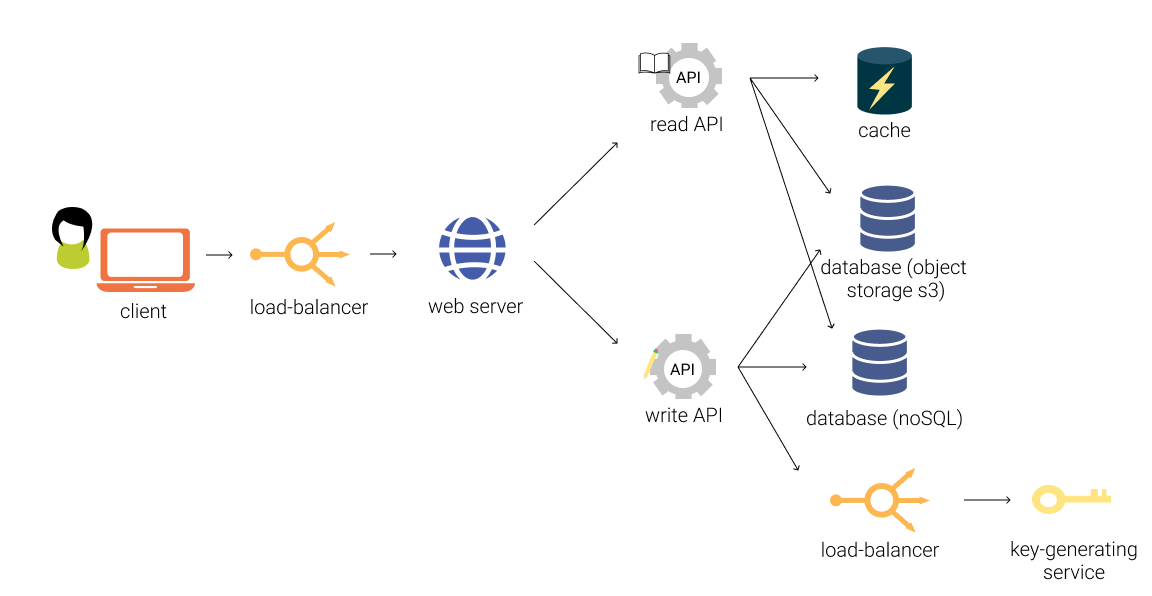 API
read API
cache
client
load-balancer
web server
database (object
storage s3)
API
write API
database (noSQL)
load-balancer
key-generating
service